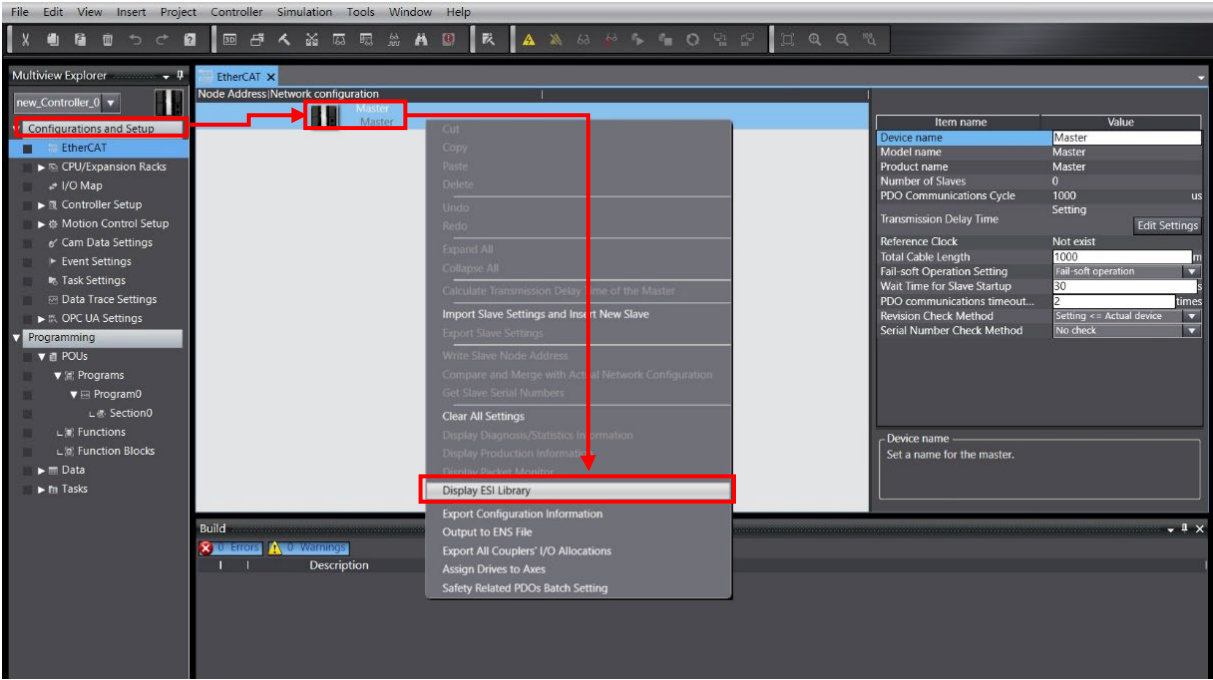 File Edit View Insert Project Controller Simulation Tools Window Help
Multiview Explorer
new_Controller_0
Configurations and Setup
EtherCAT
CPU/Expansion Racks
I/O Map
Controller Setup
Motion Control Setup
Cam Data Settings
Event Settings
Task Settings
Data Trace Settings
OPC UA Settings
Programming
POUs
Programs
Program0
Section0
Functions
Function Blocks
Data
Tasks
EtherCAT
Node Address|Network configuration
Master
Master
Cut
Copy
Paste
Delete
Undo
Redo
Expand All
Collapse All
Calculate Transmission Delay Time of the Master
Import Slave Settings and Insert New Slave
Export Slave Settings
Write Slave Node Address
Compare and Merge with Actual Network Configuration
Get Slave Serial Numbers
Clear All Settings
Display Diagnosis/Statistics Information
Display Production Information
Display Packet Monitor
Display ESI Library
Export Configuration Information
Output to ENS File
Export All Couplers' I/O Allocations
Assign Drives to Axes
Safety Related PDOs Batch Setting
Item name Value
Device name Master
Model name Master
Product name Master
Number of Slaves 0
PDO Communications Cycle 1000 us
Transmission Delay Time Setting
Edit Settings
Reference Clock Not exist
Total Cable Length 1000 m
Fail-soft Operation Setting Fail-soft operation
Wait Time for Slave Startup 30 s
PDO communications timeout... 2 times
Revision Check Method Setting <= Actual device
Serial Number Check Method No check
Device name
Set a name for the master.
Build
0 Errors 0 Warnings
Description